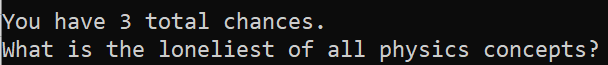 You have 3 total chances.
What is the loneliest of all physics concepts?